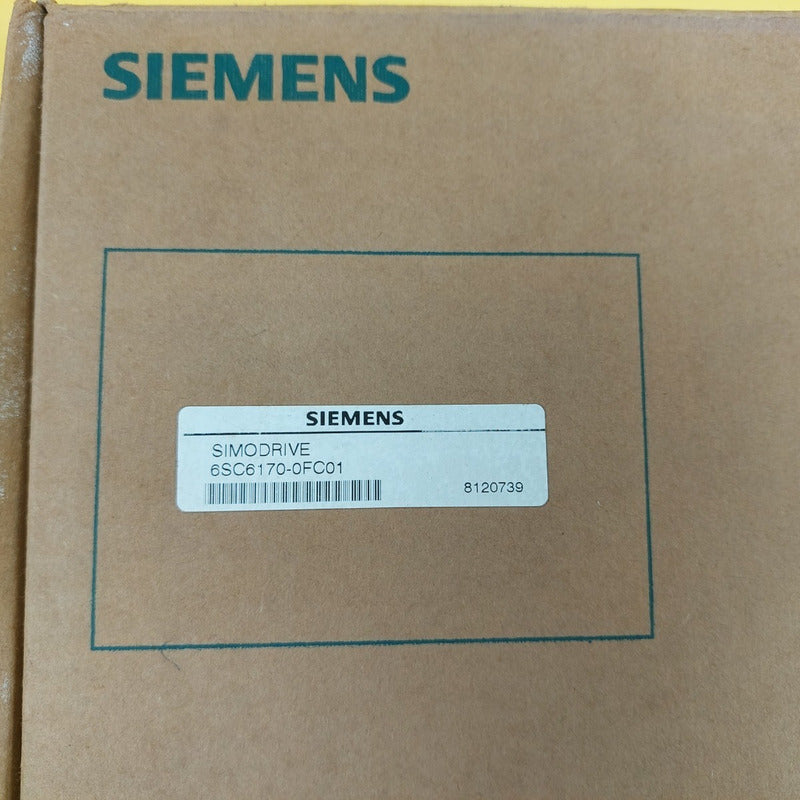 SIEMENS
SIEMENS
SIMODRIVE
6SC6170-0FC01
8120739